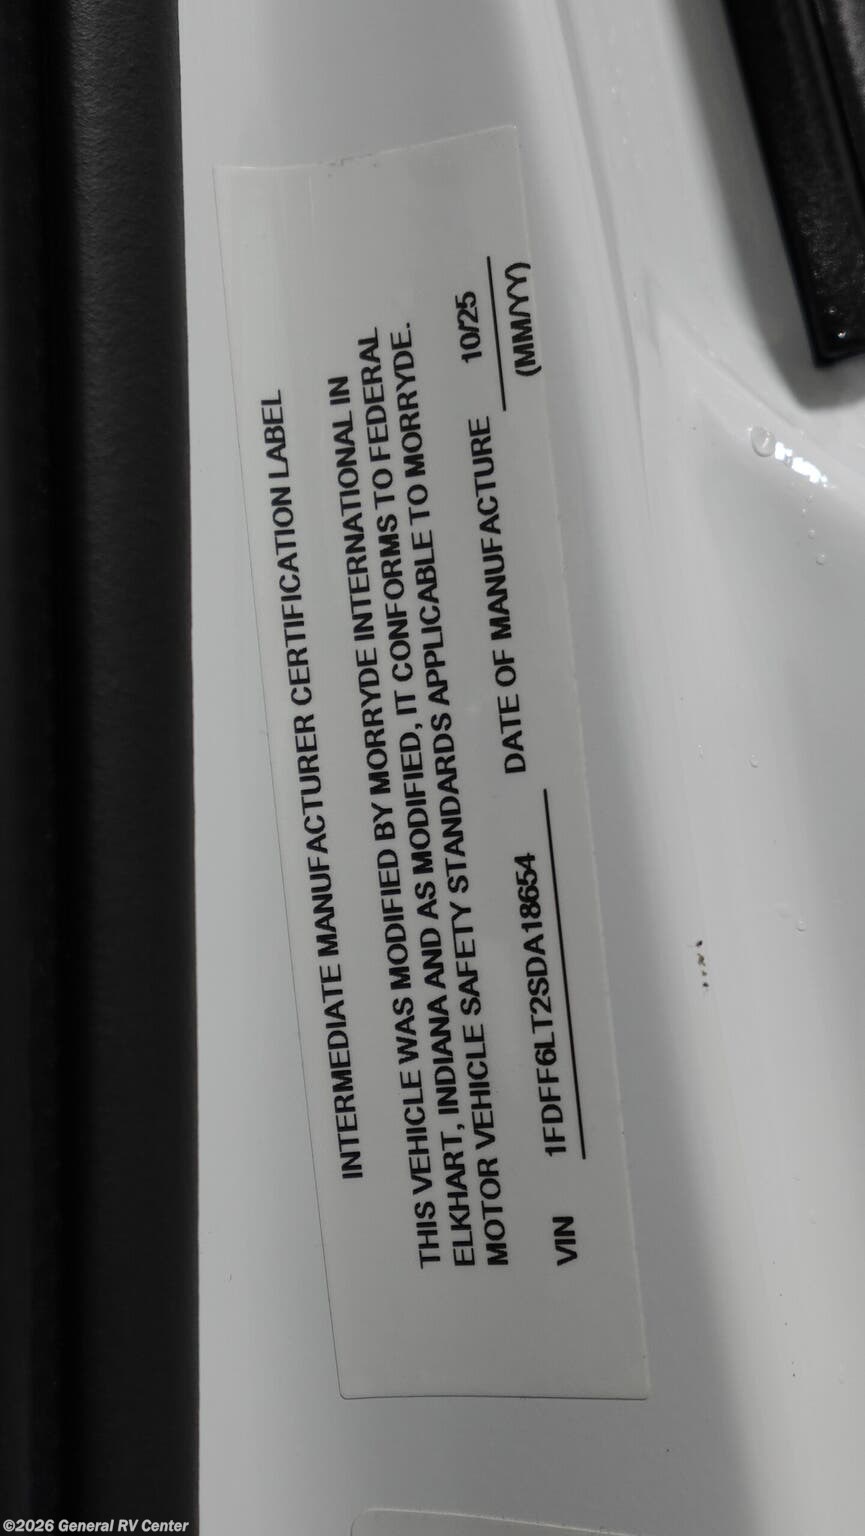 INTERMEDIATE MANUFACTURER CERTIFICATION LABEL
THIS VEHICLE WAS MODIFIED BY MORRYDE INTERNATIONAL IN
ELKHART, INDIANA AND AS MODIFIED, IT CONFORMS TO FEDERAL
MOTOR VEHICLE SAFETY STANDARDS APPLICABLE TO MORRYDE.
VIN 1FDFF6LT2SDA18654 DATE OF MANUFACTURE 10/25
(MM/YY)
©2026 General RV Center